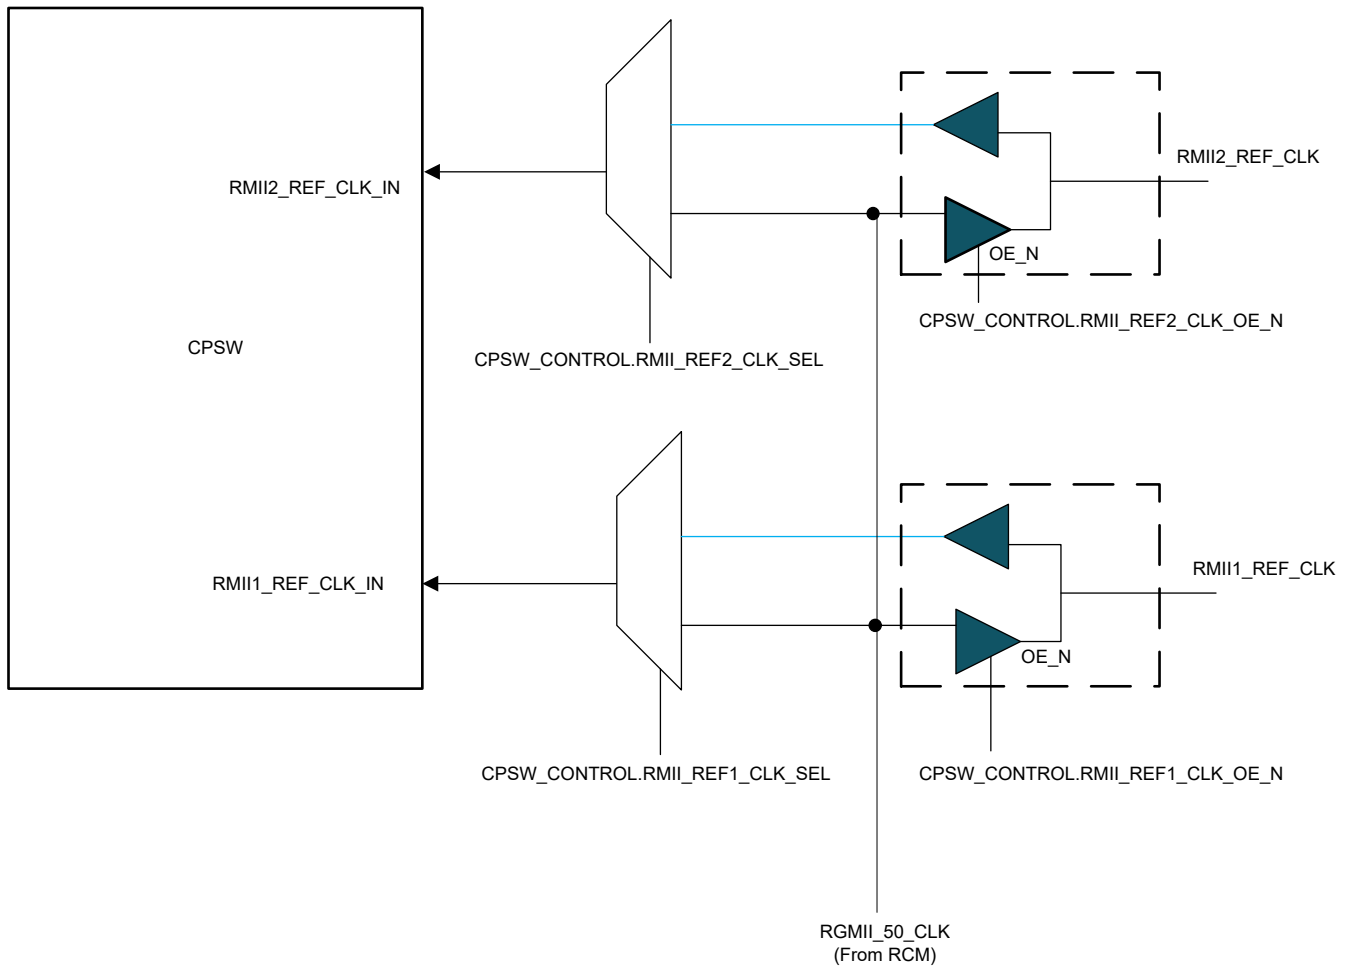 RMII2_REF_CLK
RMII2_REF_CLK_IN
OE_N
CPSW_CONTROL.RMII_REF2_CLK_OE_N
CPSW
CPSW_CONTROL.RMII_REF2_CLK_SEL
RMII1_REF_CLK
RMII1_REF_CLK_IN
OE_N
CPSW_CONTROL.RMII_REF1_CLK_SEL
CPSW_CONTROL.RMII_REF1_CLK_OE_N
RGMII_50_CLK
(From RCM)